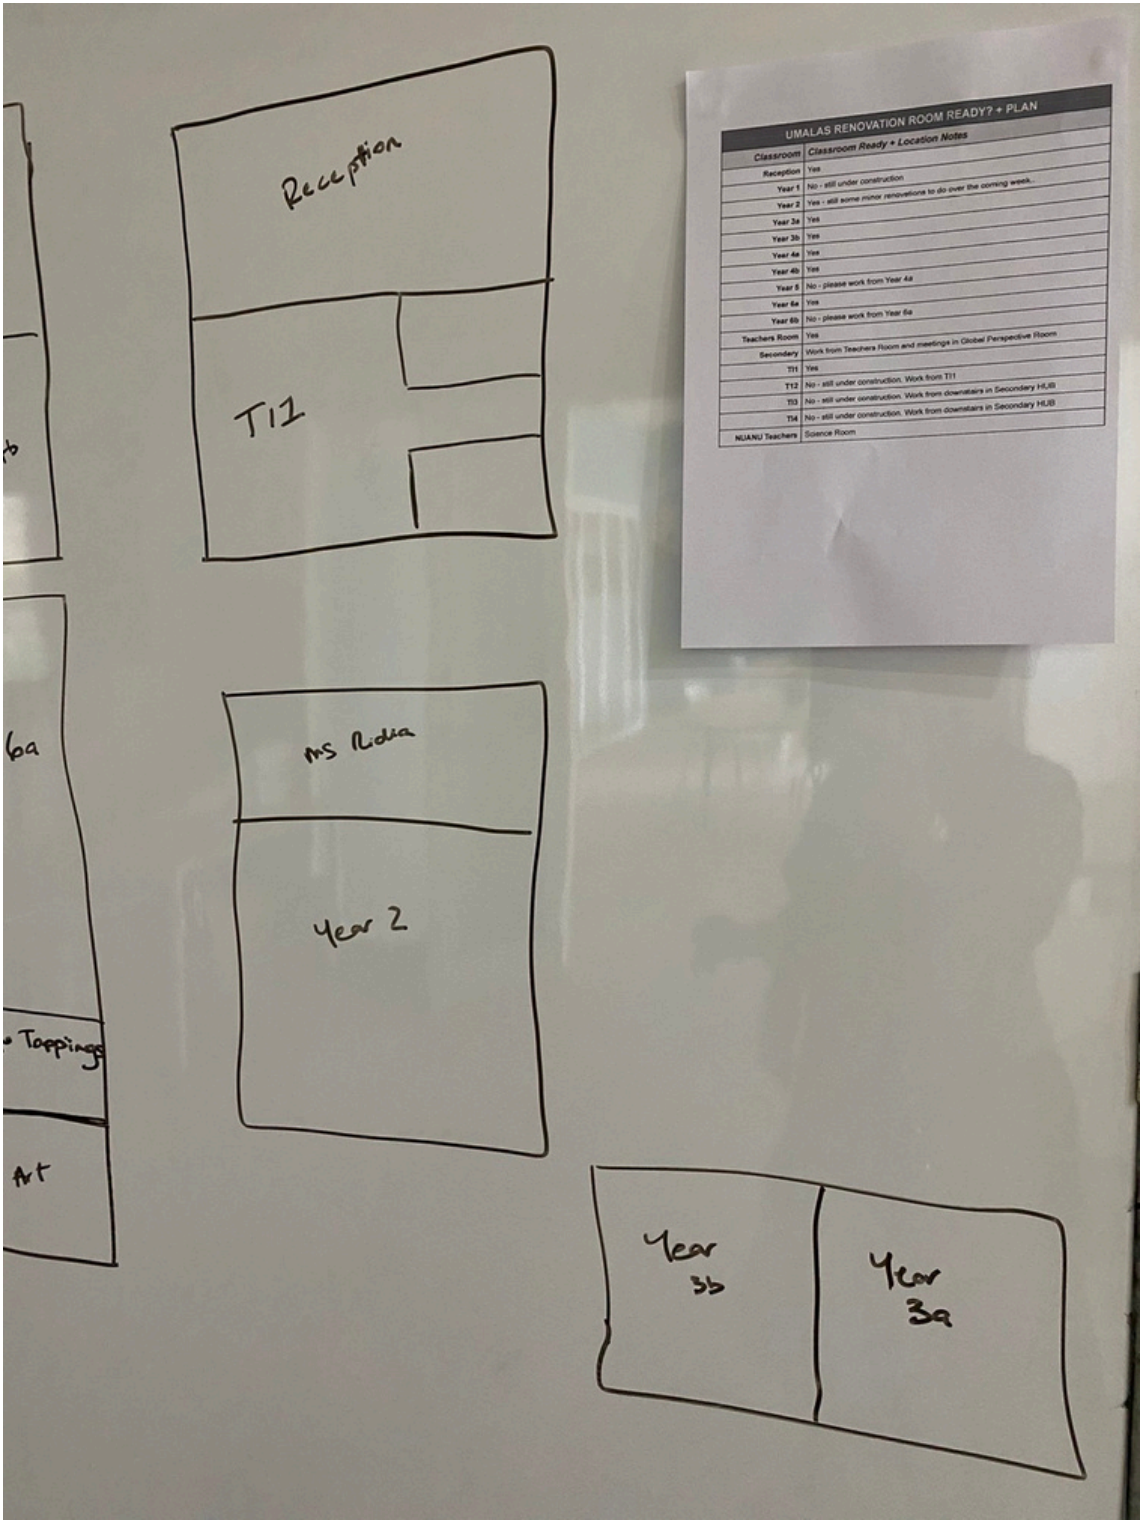 Reception
TI1
6a
Ms Ridia
Year 2
Tappings
Art
Year
3b
Year
3a
UMALAS RENOVATION ROOM READY? + PLAN
Classroom Classroom Ready + Location Notes
Reception Yes
Year 1 No - still under construction
Year 2 Yes - still some minor renovations to do over the coming week..
Year 3a Yes
Year 3b Yes
Year 4a Yes
Year 4b Yes
Year 5 No - please work from Year 4a
Year 6a Yes
Year 6b No - please work from Year 6a
Teachers Room Yes
Secondary Work from Teachers Room and meetings in Global Perspective Room
TI1 Yes
T12 No - still under construction. Work from TI1
TI3 No - still under construction. Work from downstairs in Secondary HUB
TI4 No - still under construction. Work from downstairs in Secondary HUB
NUANU Teachers Science Room